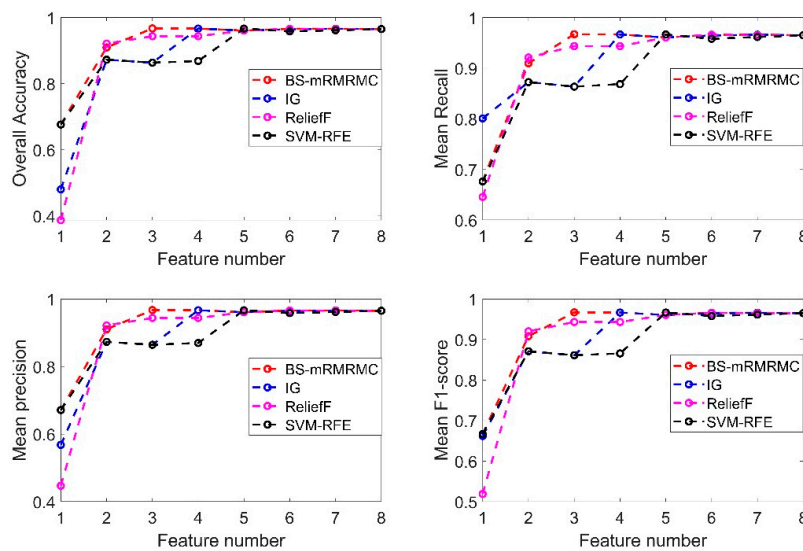 Overall Accuracy
1
0.8
0.6
0.4
1 2 3 4 5 6 7 8
Feature number
BS-mRMRMC
IG
ReliefF
SVM-RFE
Mean Recall
1
0.9
0.8
0.7
0.6
1 2 3 4 5 6 7 8
Feature number
BS-mRMRMC
IG
ReliefF
SVM-RFE
Mean precision
1
0.8
0.6
0.4
1 2 3 4 5 6 7 8
Feature number
BS-mRMRMC
IG
ReliefF
SVM-RFE
Mean F1-score
1
0.9
0.8
0.7
0.6
0.5
1 2 3 4 5 6 7 8
Feature number
BS-mRMRMC
IG
ReliefF
SVM-RFE